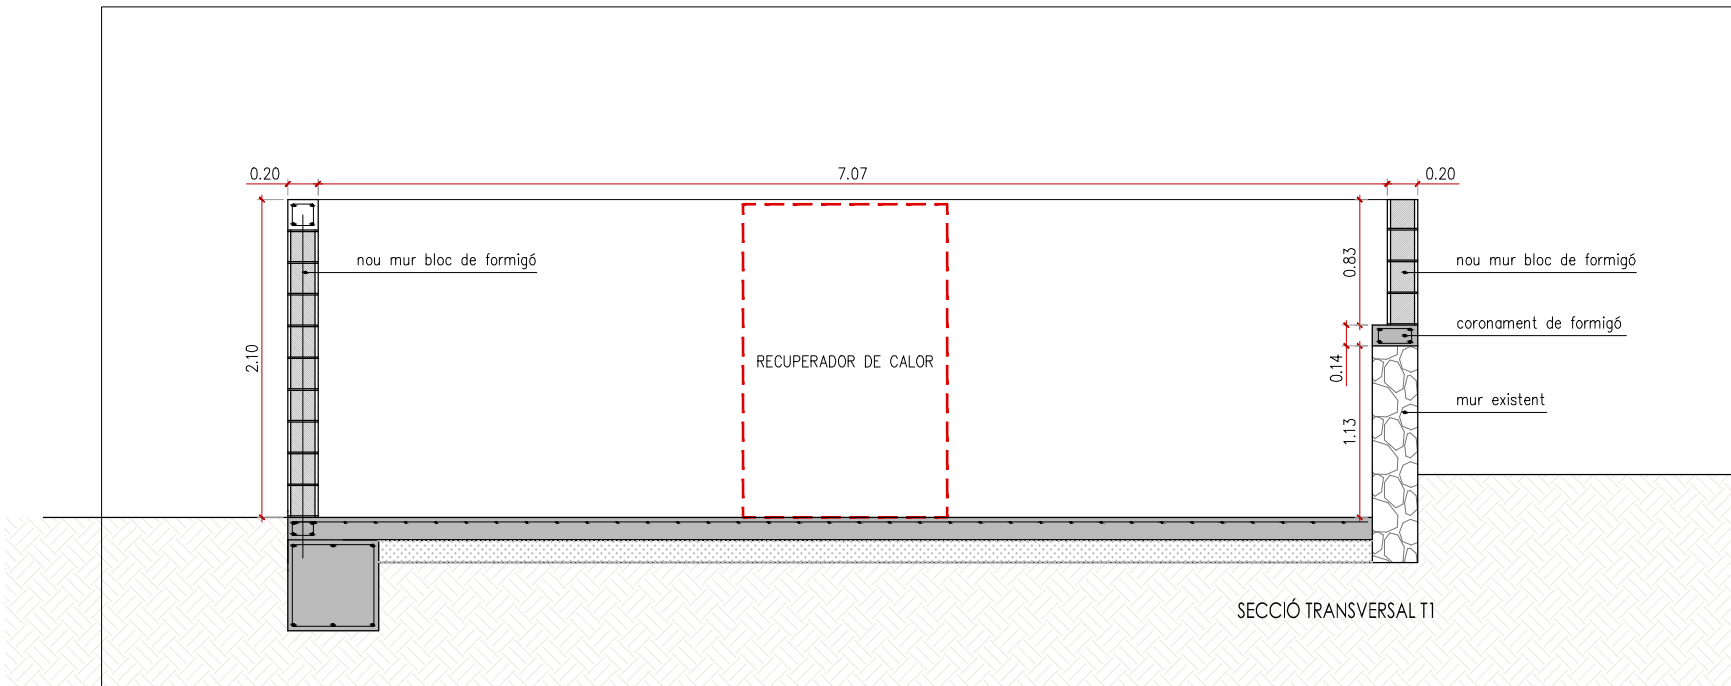 0.20
7.07
0.20
nou mur bloc de formigó
nou mur bloc de formigó
0.83
coronament de formigó
2.10
RECUPERADOR DE CALOR
0.14
mur existent
1.13
SECCIÓ TRANSVERSAL T1